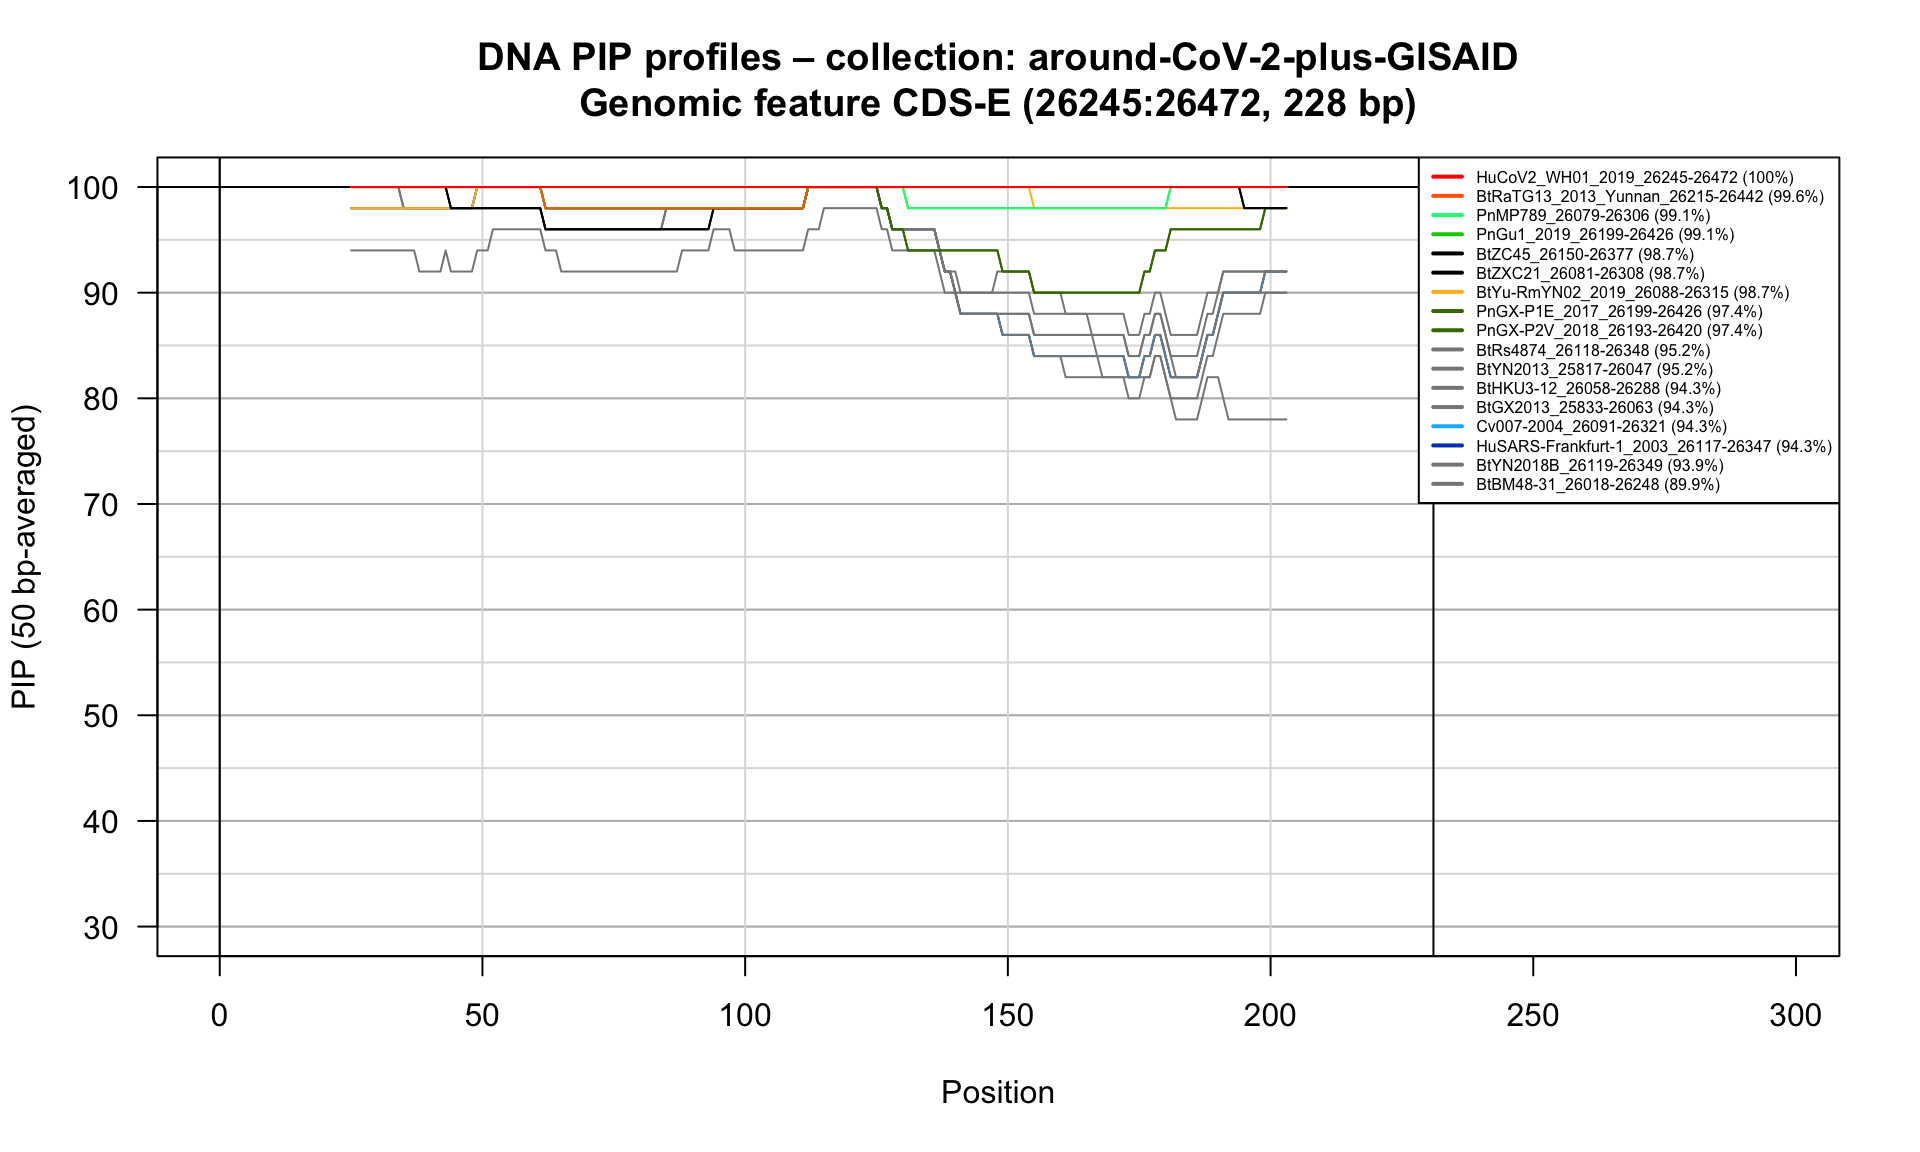 DNA PIP profiles – collection: around-CoV-2-plus-GISAID
Genomic feature CDS-E (26245:26472, 228 bp)
PIP (50 bp-averaged)
100
90
80
70
60
50
40
30
HuCoV2_WH01_2019_26245-26472 (100%)
BtRaTG13_2013_Yunnan_26215-26442 (99.6%)
PnMP789_26079-26306 (99.1%)
PnGu1_2019_26199-26426 (99.1%)
BtZC45_26150-26377 (98.7%)
BtZXC21_26081-26308 (98.7%)
BtYu-RmYN02_2019_26088-26315 (98.7%)
PnGX-P1E_2017_26199-26426 (97.4%)
PnGX-P2V_2018_26193-26420 (97.4%)
BtRs4874_26118-26348 (95.2%)
BtYN2013_25817-26047 (95.2%)
BtHKU3-12_26058-26288 (94.3%)
BtGX2013_25833-26063 (94.3%)
Cv007-2004_26091-26321 (94.3%)
HuSARS-Frankfurt-1_2003_26117-26347 (94.3%)
BtYN2018B_26119-26349 (93.9%)
BtBM48-31_26018-26248 (89.9%)
0 50 100 150 200 250 300
Position